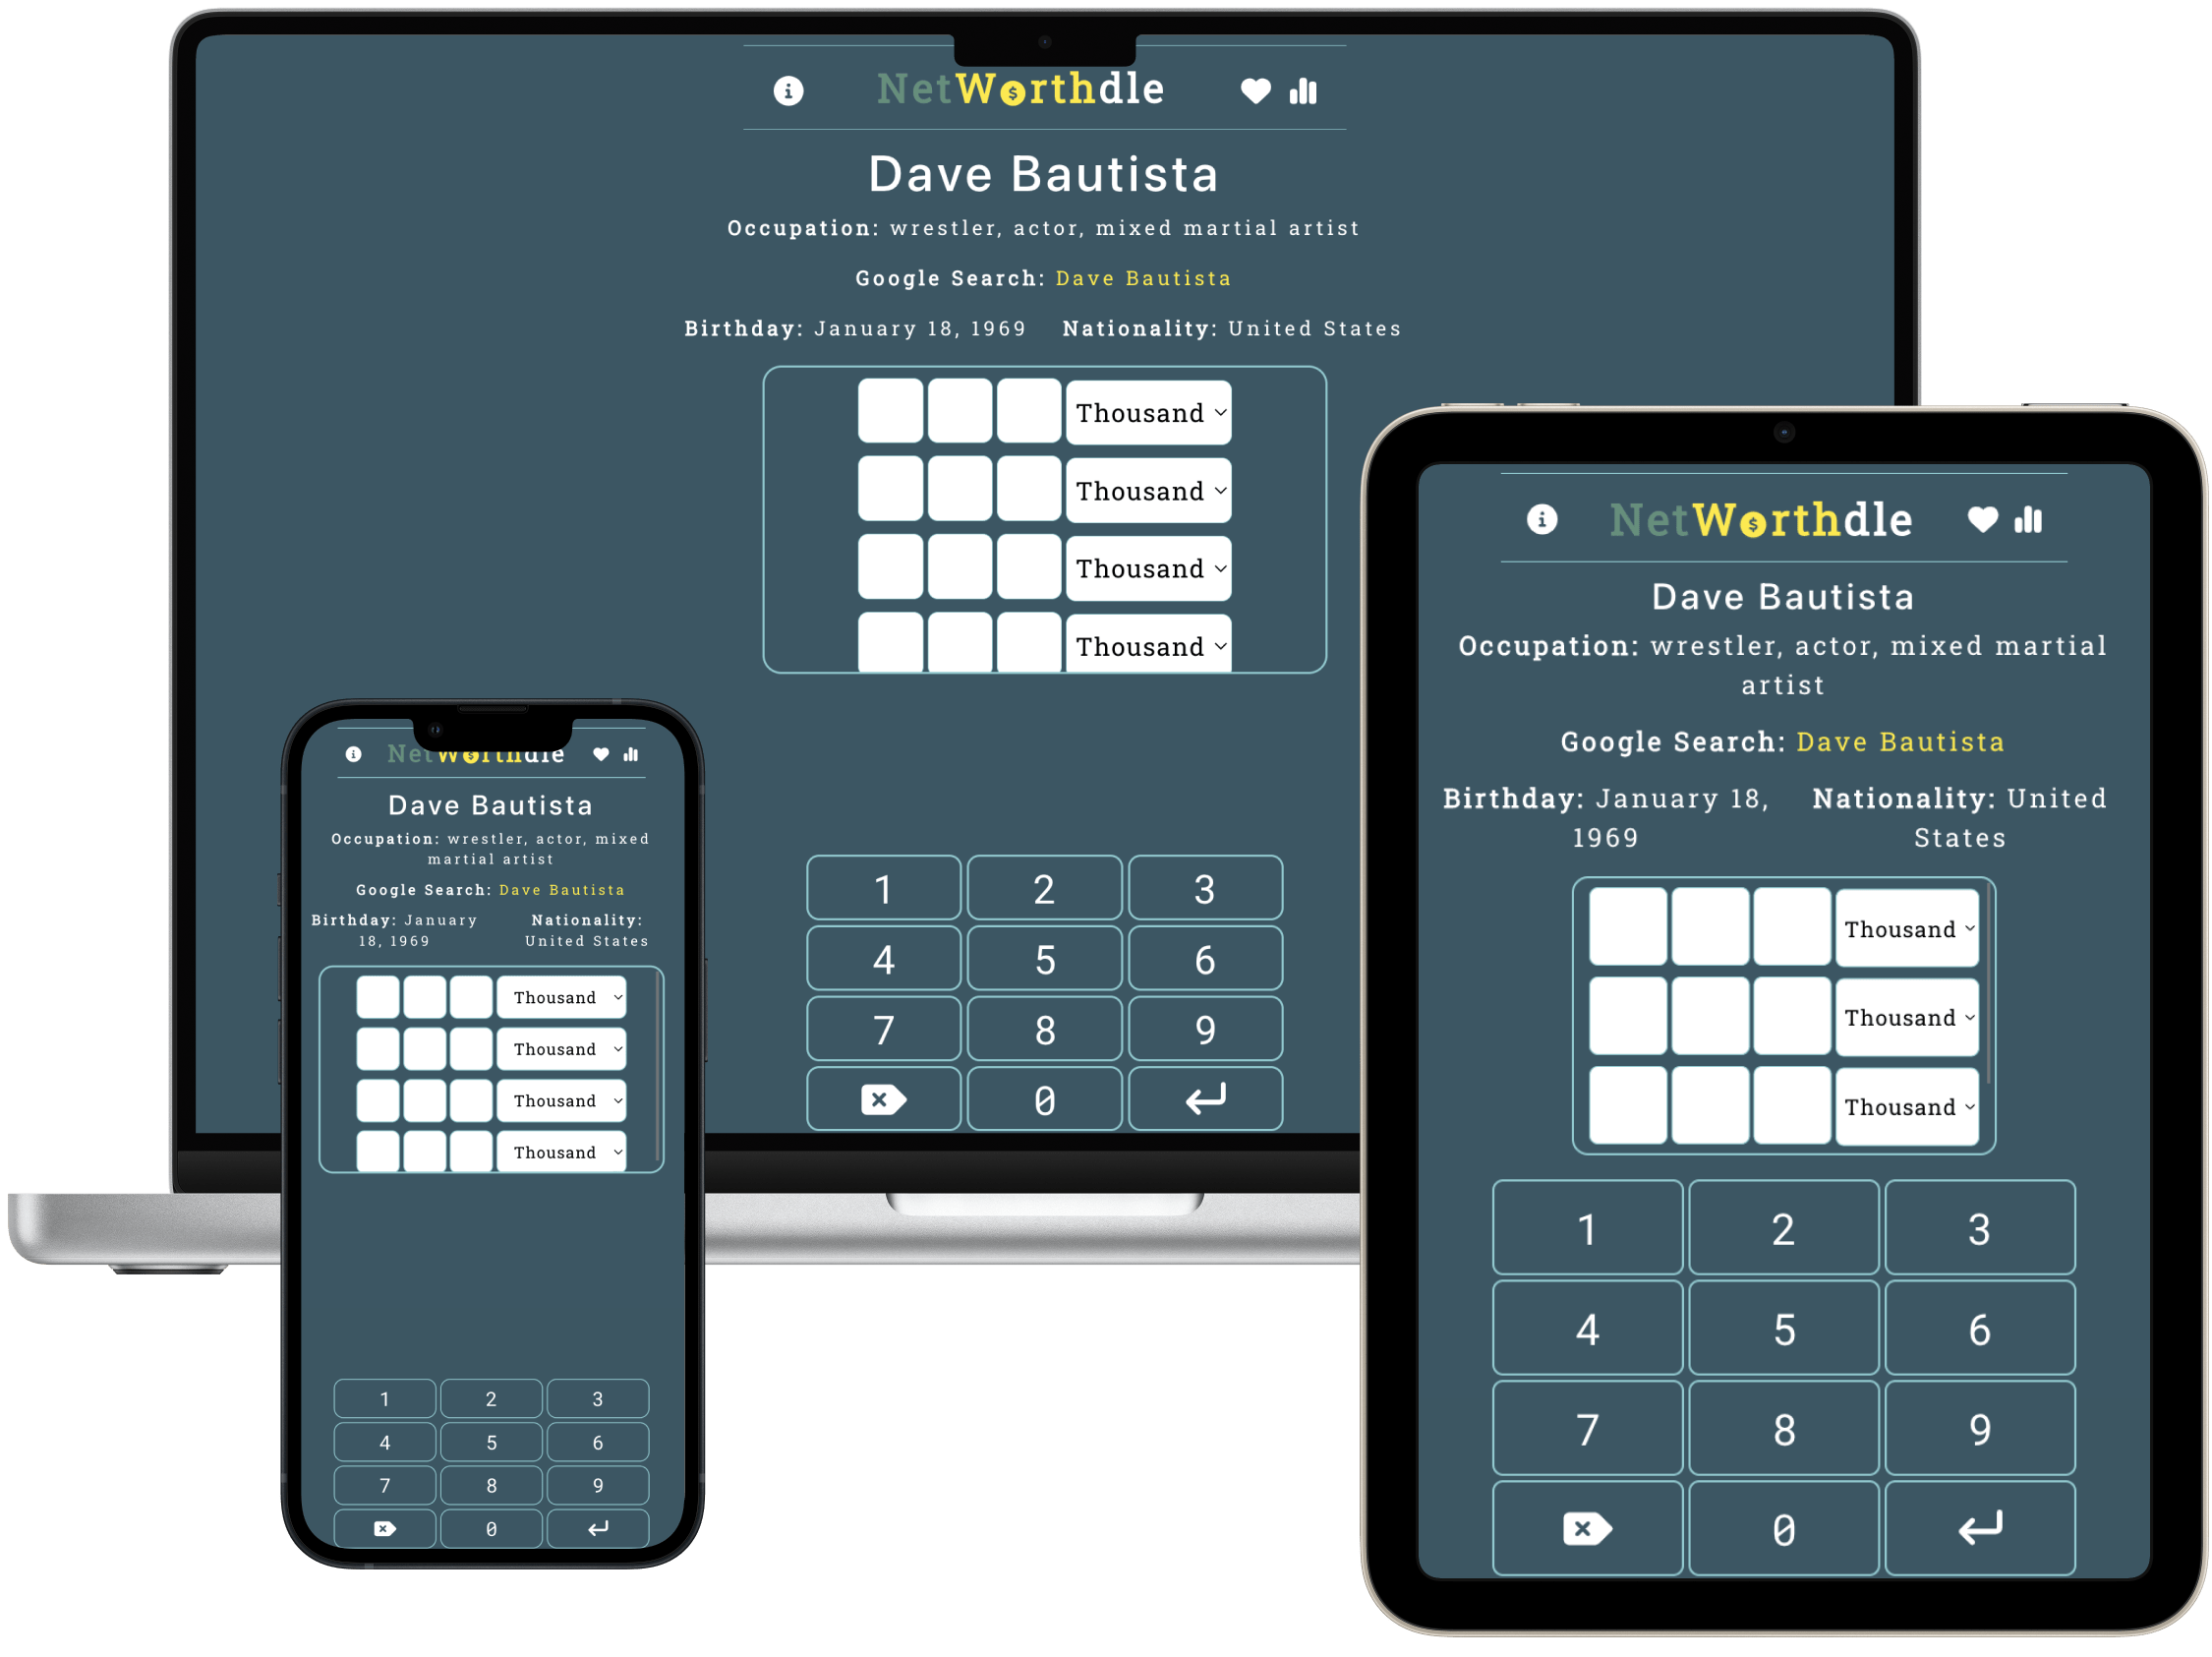 NetWorthdle
Dave Bautista
Occupation: wrestler, actor, mixed martial artist
Google Search: Dave Bautista
Birthday: January 18, 1969 Nationality: United States
Thousand
Thousand
Thousand
Thousand
1 2 3
4 5 6
7 8 9
0
NetWorthdle
Dave Bautista
Occupation: wrestler, actor, mixed
martial artist
Google Search: Dave Bautista
Birthday: January
18, 1969
Nationality:
United States
Thousand
Thousand
Thousand
Thousand
1 2 3
4 5 6
7 8 9
0
NetWorthdle
Dave Bautista
Occupation: wrestler, actor, mixed martial
artist
Google Search: Dave Bautista
Birthday: January 18,
1969
Nationality: United
States
Thousand
Thousand
Thousand
1 2 3
4 5 6
7 8 9
0